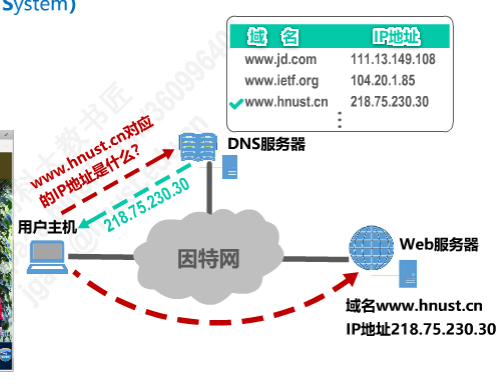 System)
域 名 IP地址
www.jd.com 111.13.149.108
www.ietf.org 104.20.1.85
www.hnust.cn 218.75.230.30
DNS服务器
www.hnust.cn对应
的IP地址是什么?
218.75.230.30
用户主机
因特网
Web服务器
域名www.hnust.cn
IP地址218.75.230.30